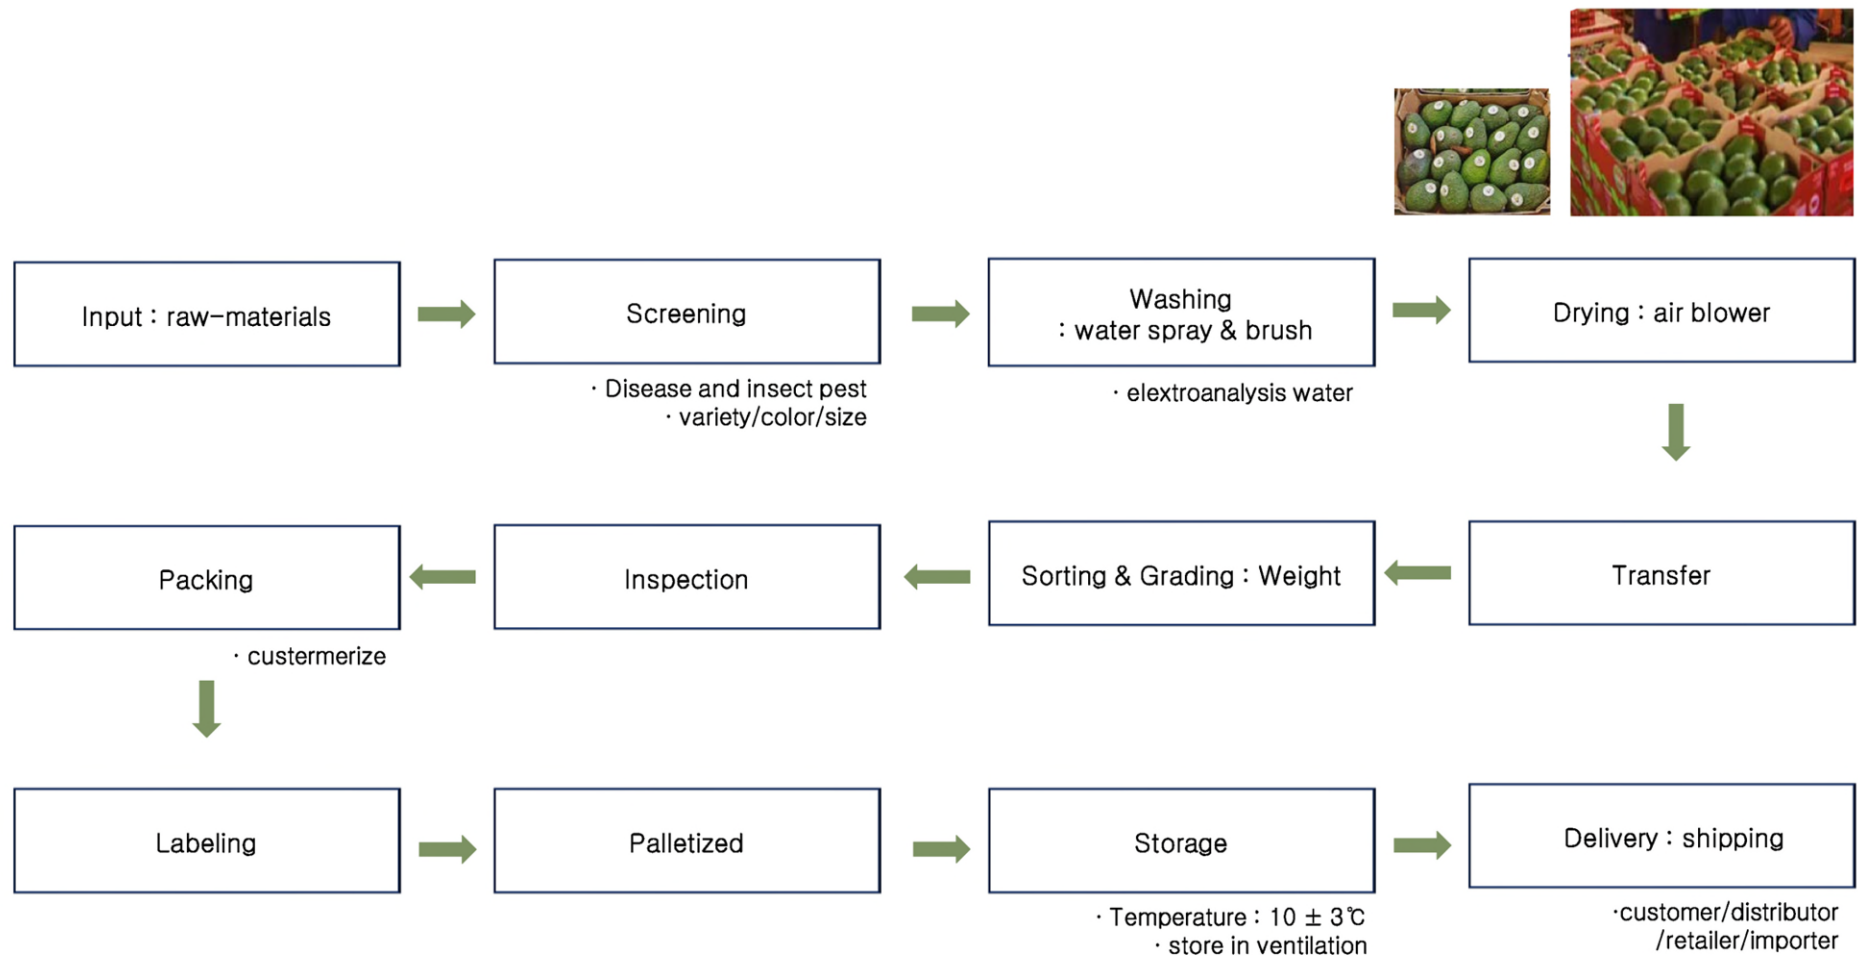 Input : raw-materials
Screening
· Disease and insect pest
· variety/color/size
Washing
: water spray & brush
· elextroanalysis water
Drying : air blower
Transfer
Sorting & Grading : Weight
Inspection
Packing
· custermerize
Labeling
Palletized
Storage
· Temperature : 10 ± 3℃
· store in ventilation
Delivery : shipping
·customer/distributor
/retailer/importer